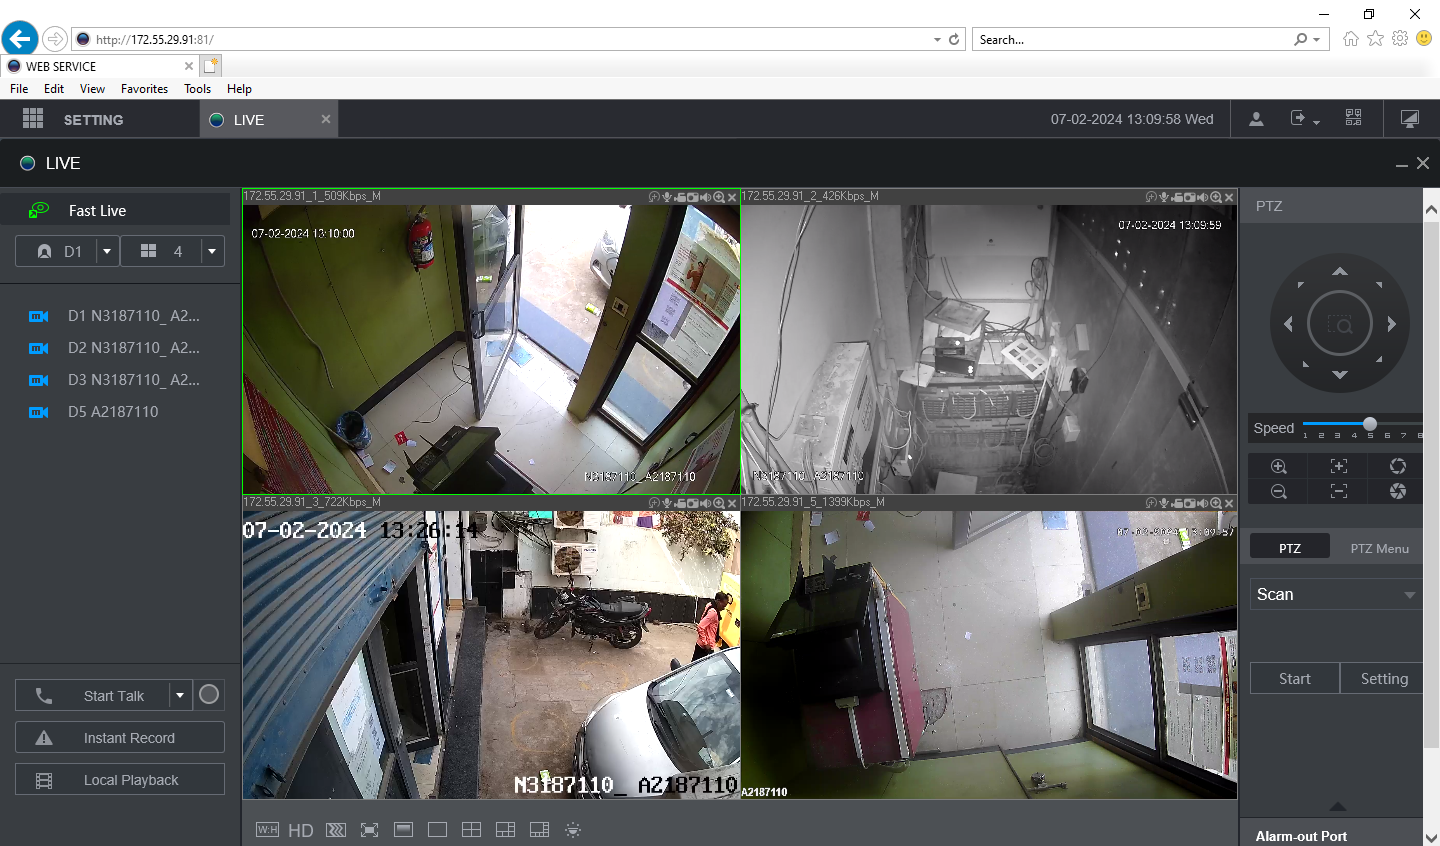 http://172.55.29.91:81/
Search...
WEB SERVICE
File Edit View Favorites Tools Help
SETTING
LIVE
07-02-2024 13:09:58 Wed
LIVE
Fast Live
D1
4
D1 N3187110_ A2...
D2 N3187110_ A2...
D3 N3187110_ A2...
D5 A2187110
Start Talk
Instant Record
Local Playback
172.55.29.91_1_509Kbps_M
07-02-2024 13:10:00
N3187110_ A2187110
172.55.29.91_2_426Kbps_M
07-02-2024 13:09:59
N3187110_ A2187110
172.55.29.91_3_722Kbps_M
07-02-2024 13:26:14
N3187110_ A2187110
172.55.29.91_5_1399Kbps_M
07-02-2024 13:09:57
A2187110
W:H
HD
PTZ
Speed
1 2 3 4 5 6 7 8
PTZ
PTZ Menu
Scan
Start
Setting
Alarm-out Port